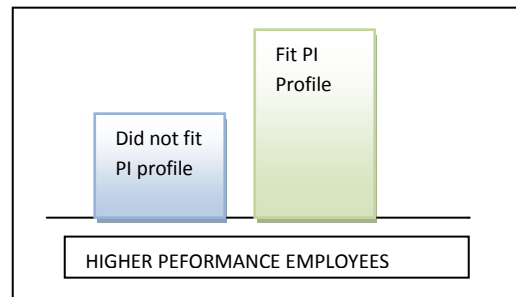 Did not fit
PI profile
Fit PI
Profile
HIGHER PEFORMANCE EMPLOYEES